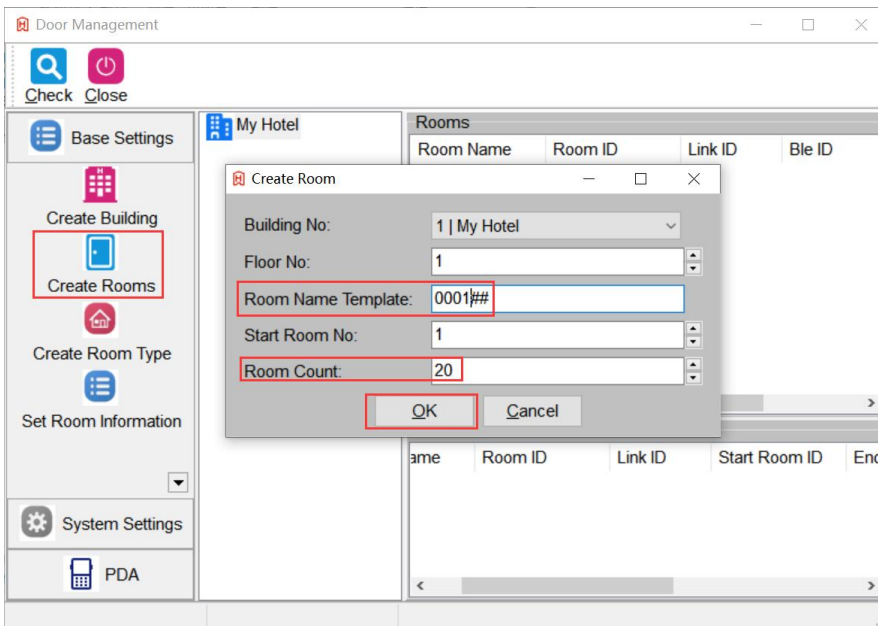 Door Management
Check Close
Base Settings
Create Building
Create Rooms
Create Room Type
Set Room Information
System Settings
PDA
My Hotel
Rooms
Room Name Room ID Link ID Ble ID
Create Room
Building No: 1 | My Hotel
Floor No: 1
Room Name Template: 0001##
Start Room No: 1
Room Count: 20
OK Cancel
ame Room ID Link ID Start Room ID End